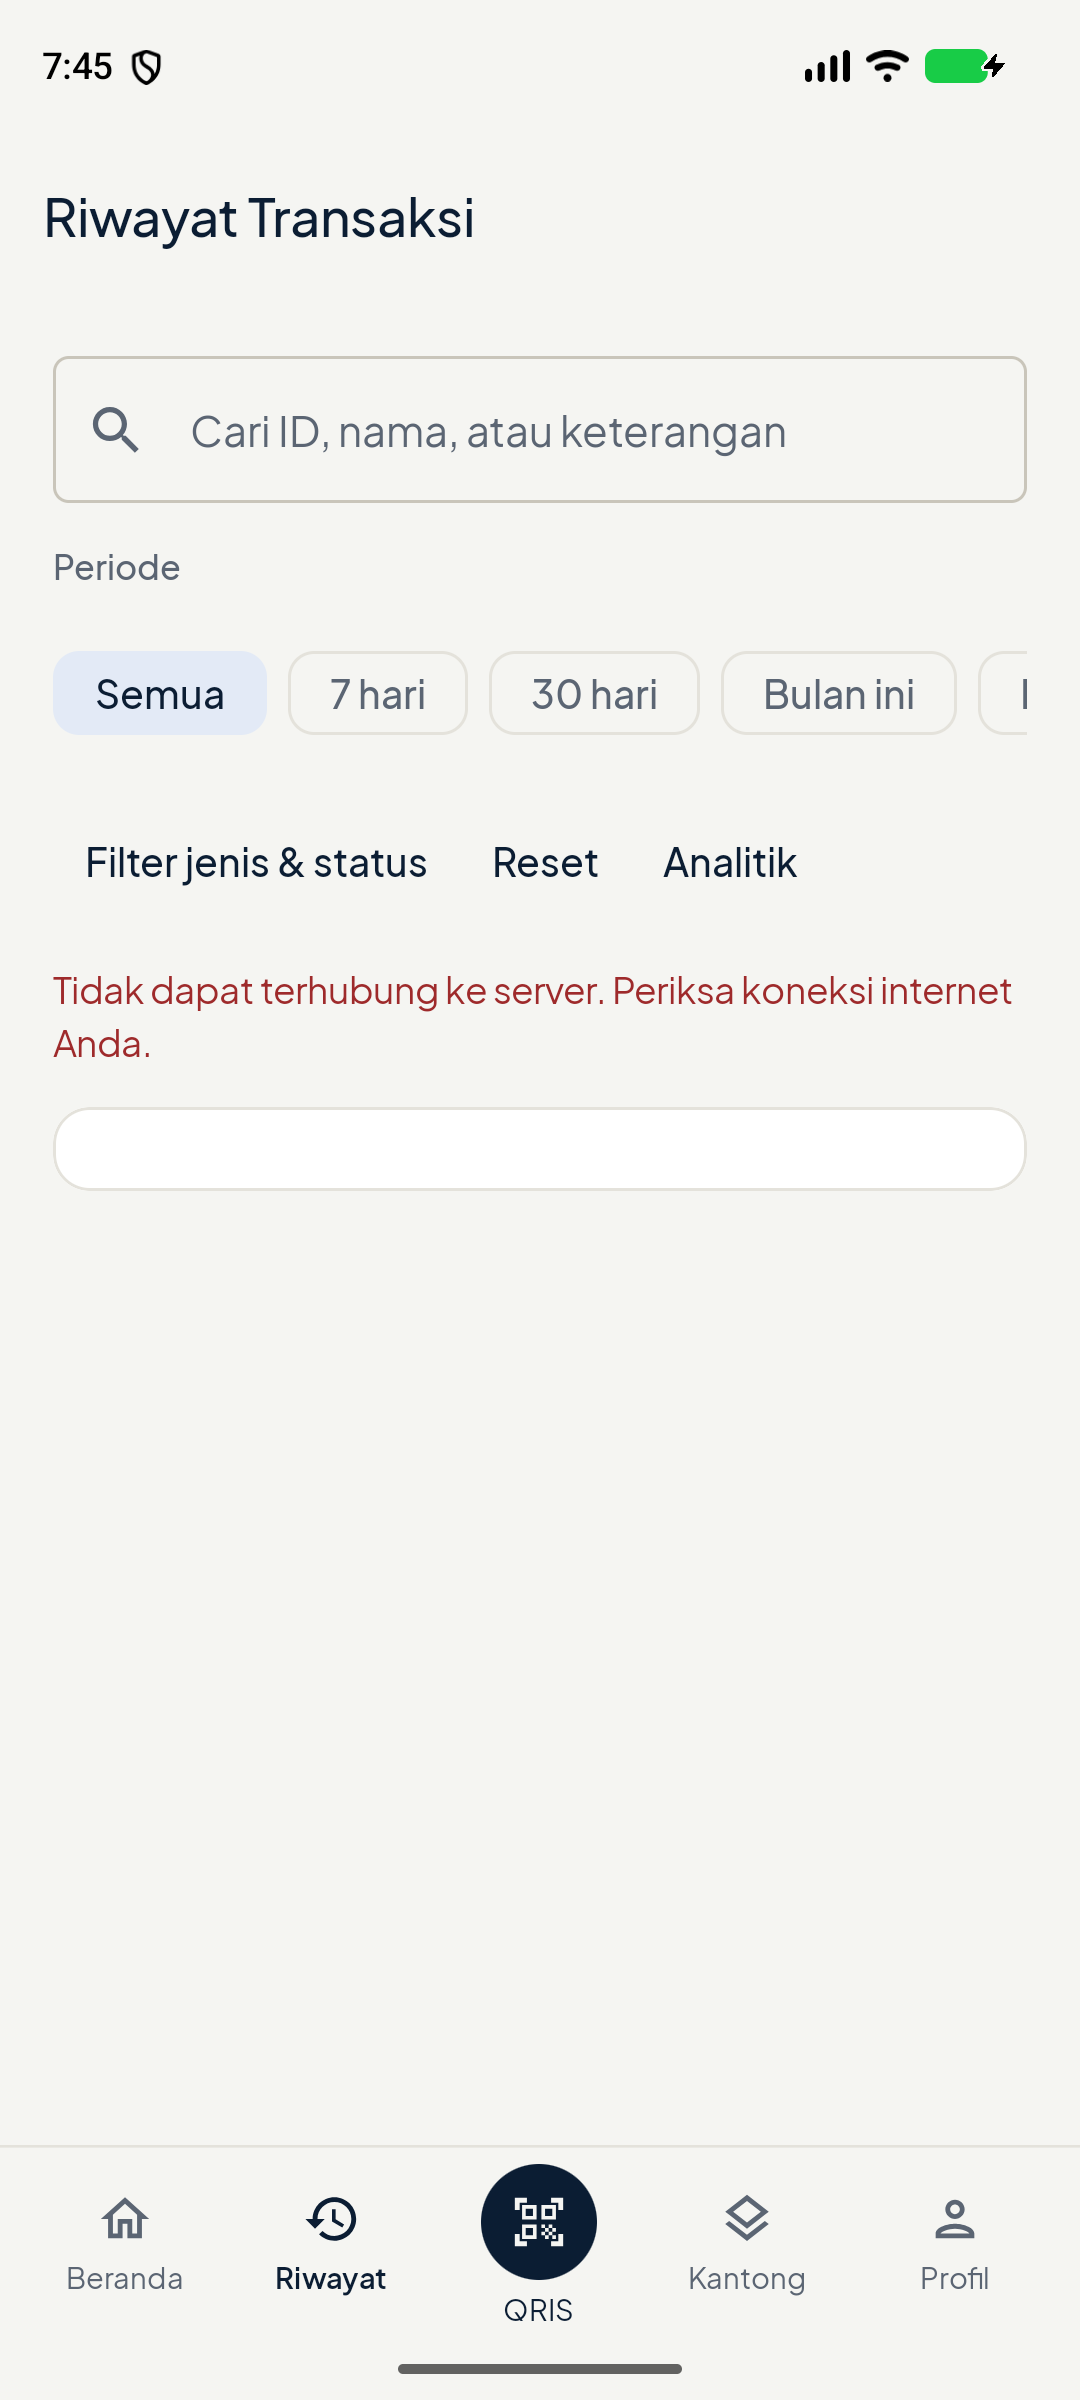 7:45
Riwayat Transaksi
Cari ID, nama, atau keterangan
Periode
Semua
7 hari
30 hari
Bulan ini
Filter jenis & status
Reset
Analitik
Tidak dapat terhubung ke server. Periksa koneksi internet
Anda.
Beranda
Riwayat
QRIS
Kantong
Profil